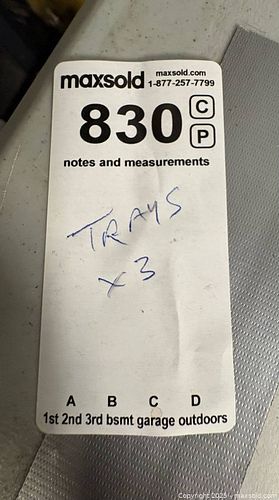 maxsold maxsold.com
1-877-257-7799
830 C
P
notes and measurements
TRAYS
x 3
A B C D
1st 2nd 3rd bsmt garage outdoors
Copyright 2025 - maxsold.com